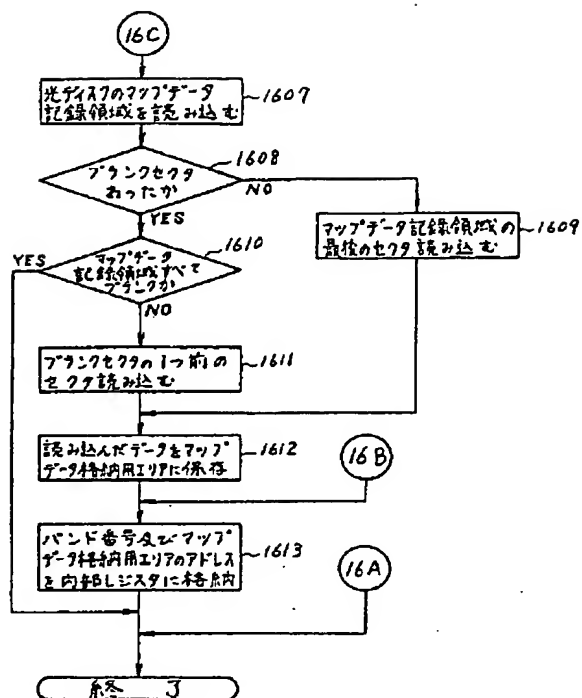 16C
光ディスクのマップデータ
記録領域を読み込む
1607
1608
ブランクセクタ
あったか
NO
YES
マップデータ記録領域の
最後のセクタ読み込む
1609
1610
YES
マップデータ
記録領域すべて
ブランクか
NO
ブランクセクタの1つ前の
セクタ読み込む
1611
読み込んだデータをマップ
データ格納用エリアに保存
1612
16B
バンド番号及びマップ
データ格納用エリアのアドレス
を内部レジスタに格納
1613
16A
終 了